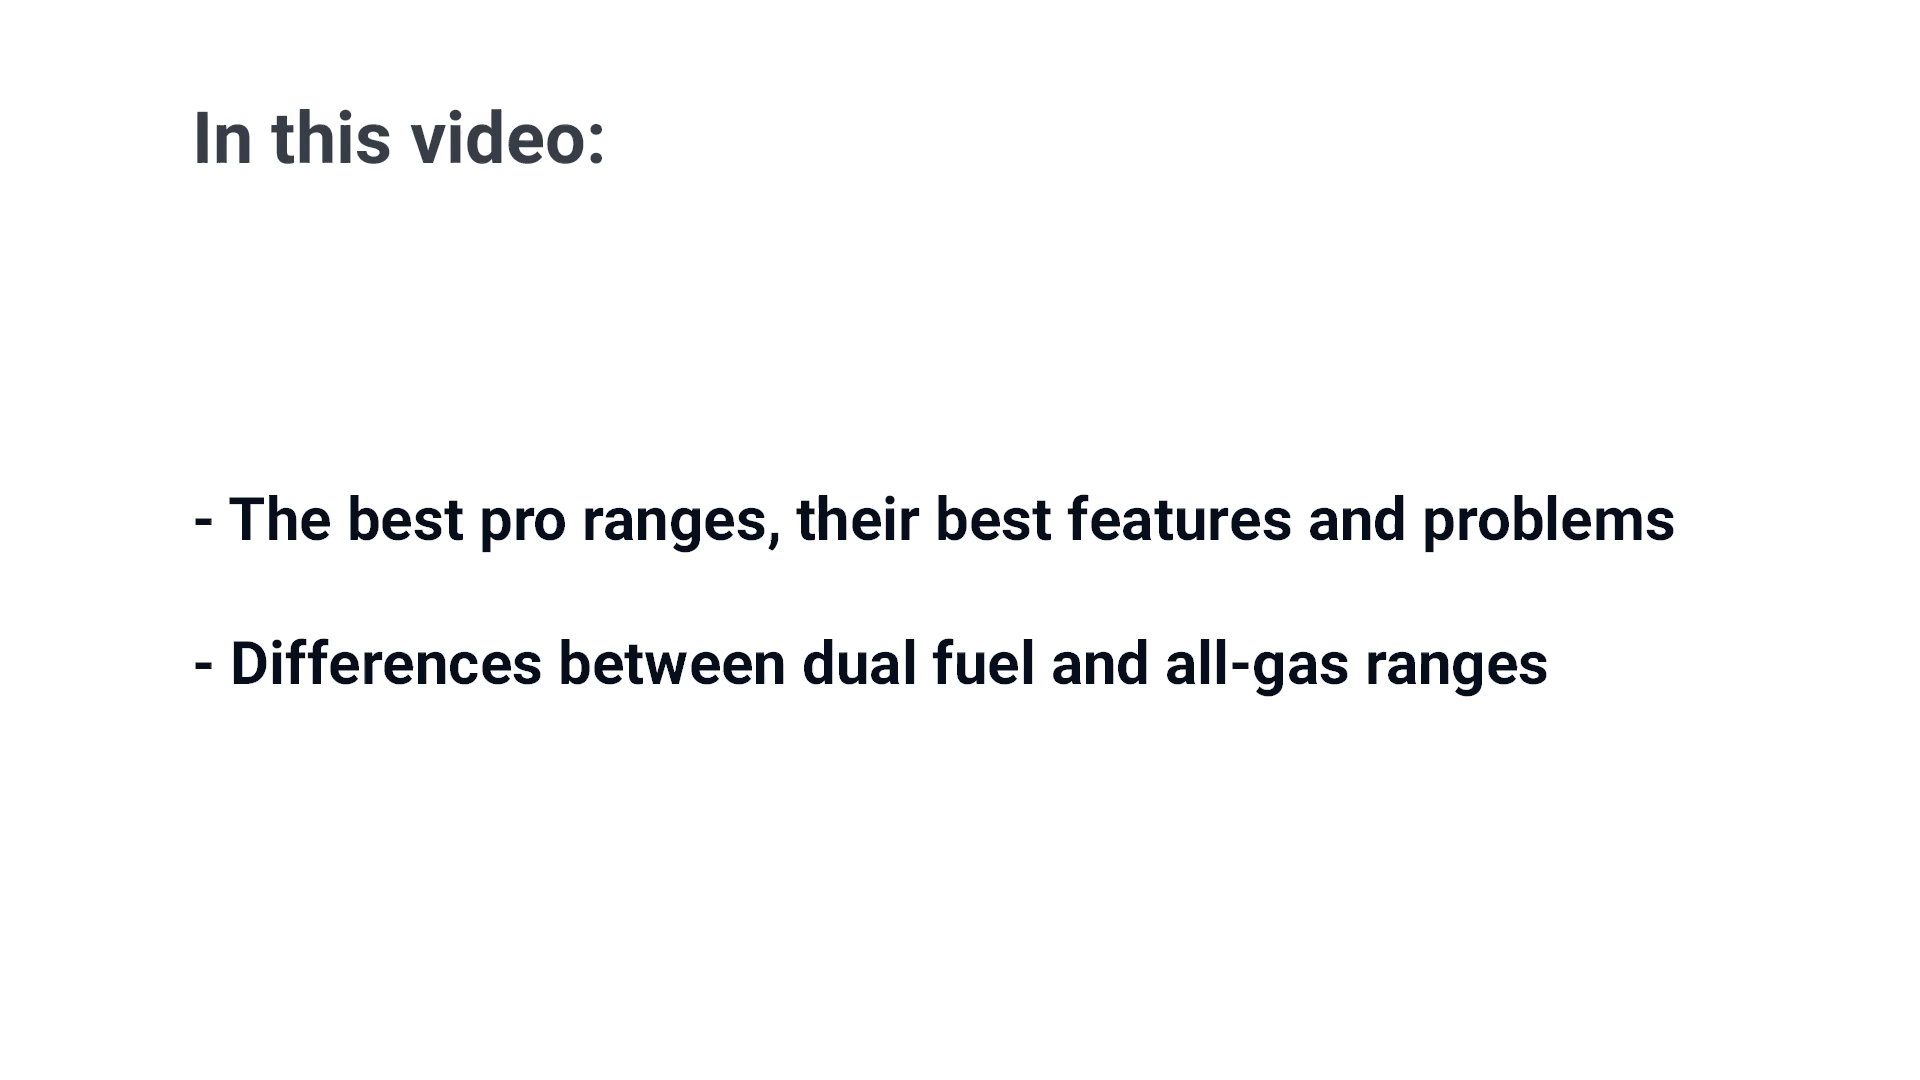 In this video:
- The best pro ranges, their best features and problems
- Differences between dual fuel and all-gas ranges